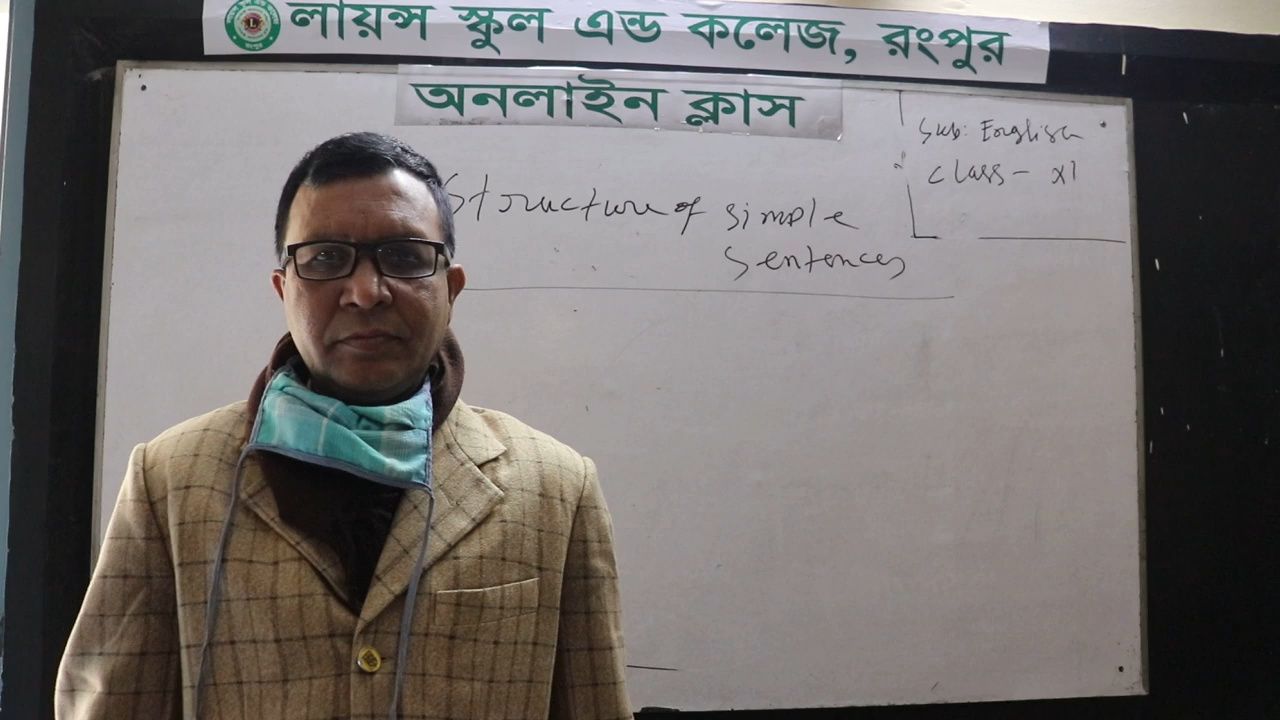 লায়ন্স স্কুল এন্ড কলেজ, রংপুর
অনলাইন ক্লাস
Sub: English
Class- XI
Structure of simple
sentences